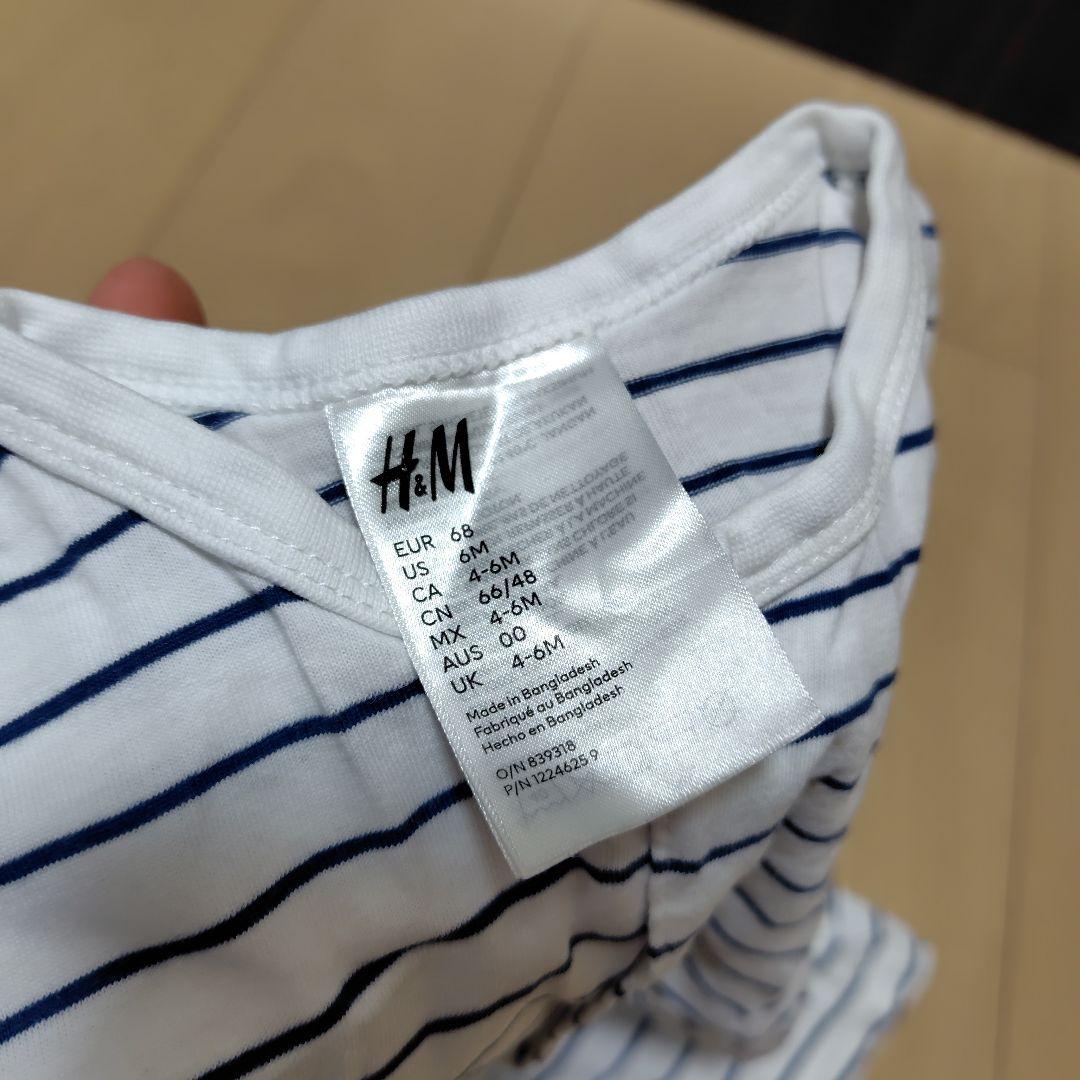 H&M
EUR 68
US 6M
CA 4-6M
CN 66/48
MX 4-6M
AUS 00
UK 4-6M
Made in Bangladesh
Fabriqué au Bangladesh
Hecho en Bangladesh
O/N 839318
P/N 1224625 9